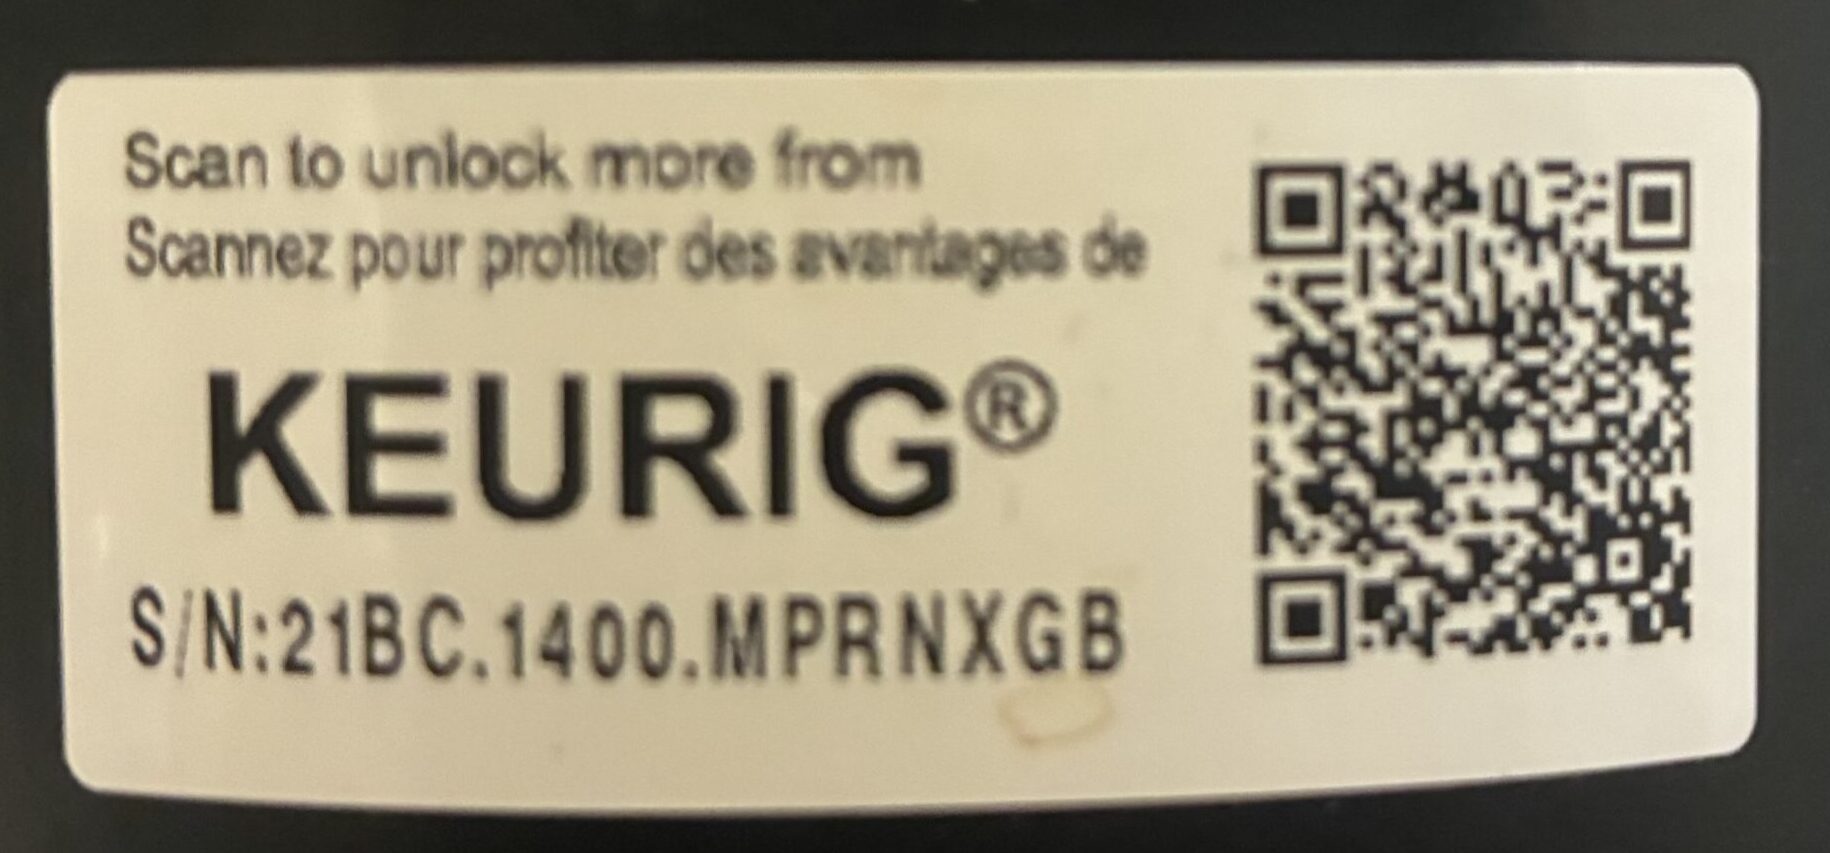 Scan to unlock more from
Scannez pour profiter des avantages de
KEURIG®
S/N:21BC.1400.MPRNXGB